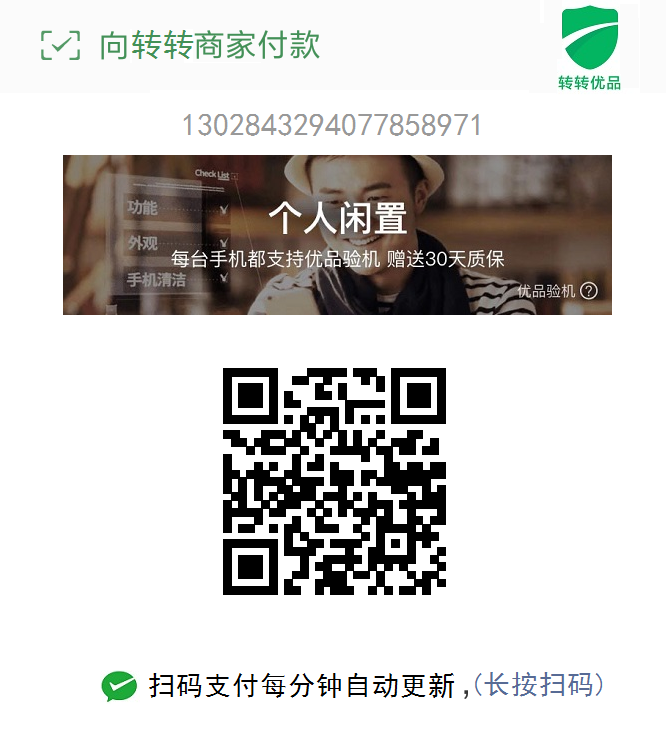 向转转商家付款
转转优品
1302843294077858971
Check List
功能
外观
手机清洁
个人闲置
每台手机都支持优品验机 赠送30天质保
优品验机 ?
扫码支付每分钟自动更新,(长按扫码)